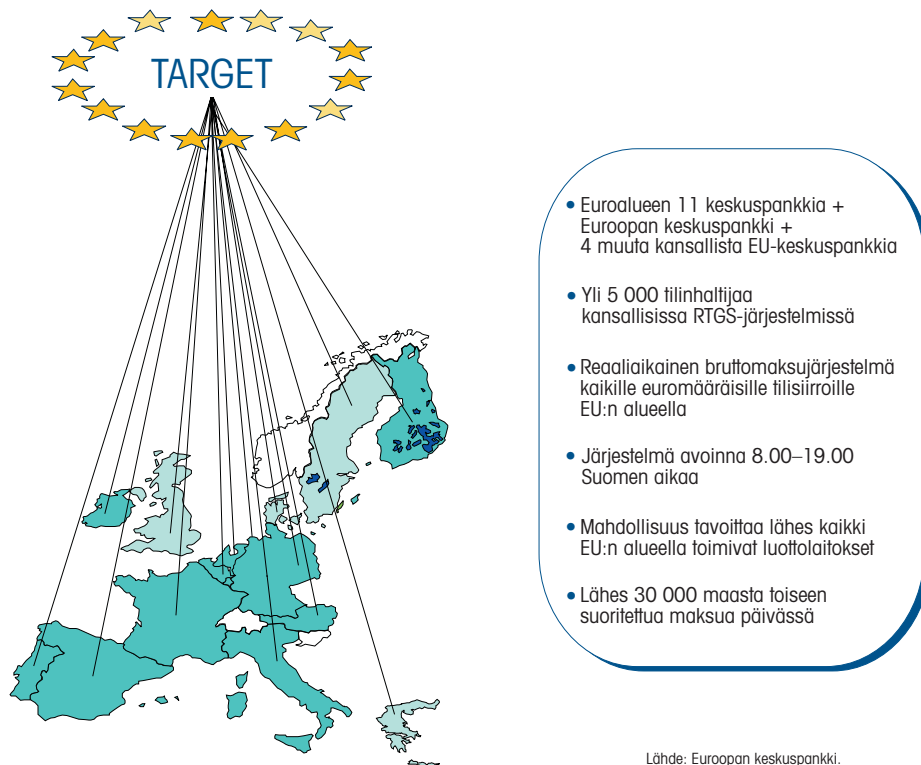 TARGET
• Euroalueen 11 keskuspankkia +
Euroopan keskuspankki +
4 muuta kansallista EU-keskuspankkia
• Yli 5 000 tilinhaltijaa
kansallisissa RTGS-järjestelmissä
• Reaaliaikainen bruttomaksujärjestelmä
kaikille euromääräisille tilisiirroille
EU:n alueella
• Järjestelmä avoinna 8.00–19.00
Suomen aikaa
• Mahdollisuus tavoittaa lähes kaikki
EU:n alueella toimivat luottolaitokset
• Lähes 30 000 maasta toiseen
suoritettua maksua päivässä
Lähde: Euroopan keskuspankki.